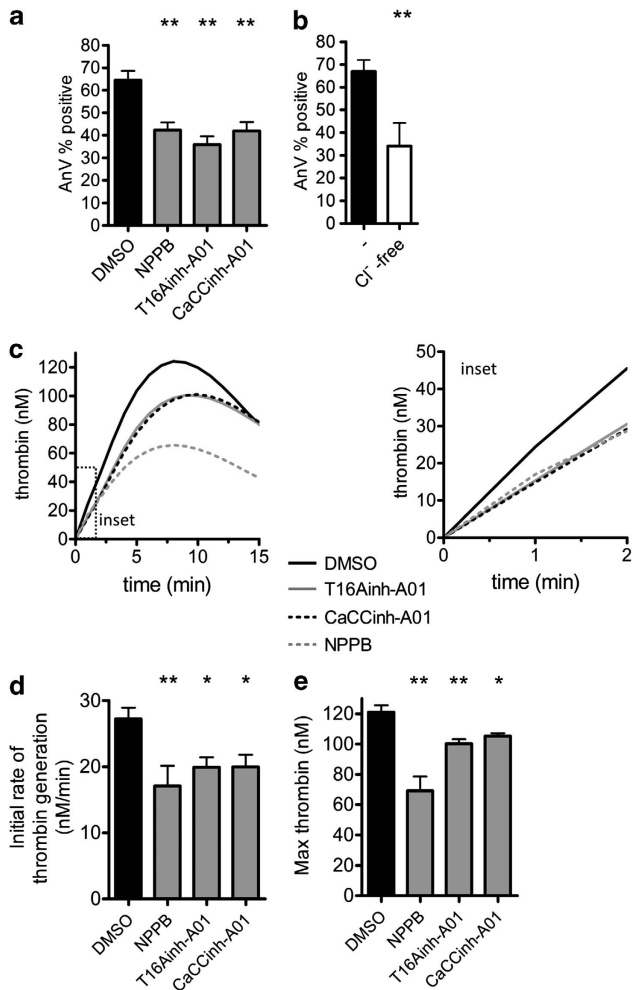 a
** ** **
AnV % positive
80
70
60
50
40
30
20
10
0
DMSO
NPPB
T16Ainh-A01
CaCCinh-A01
b
**
AnV % positive
80
70
60
50
40
30
20
10
0
-
Cl⁻-free
c
thrombin (nM)
120
100
80
60
40
20
0
inset
0 5 10 15
time (min)
inset
thrombin (nM)
50
40
30
20
10
0
0 1 2
time (min)
DMSO
T16Ainh-A01
CaCCinh-A01
NPPB
d
** * *
Initial rate of
thrombin generation
(nM/min)
30
20
10
0
DMSO
NPPB
T16Ainh-A01
CaCCinh-A01
e
** ** *
Max thrombin (nM)
120
100
80
60
40
20
0
DMSO
NPPB
T16Ainh-A01
CaCCinh-A01